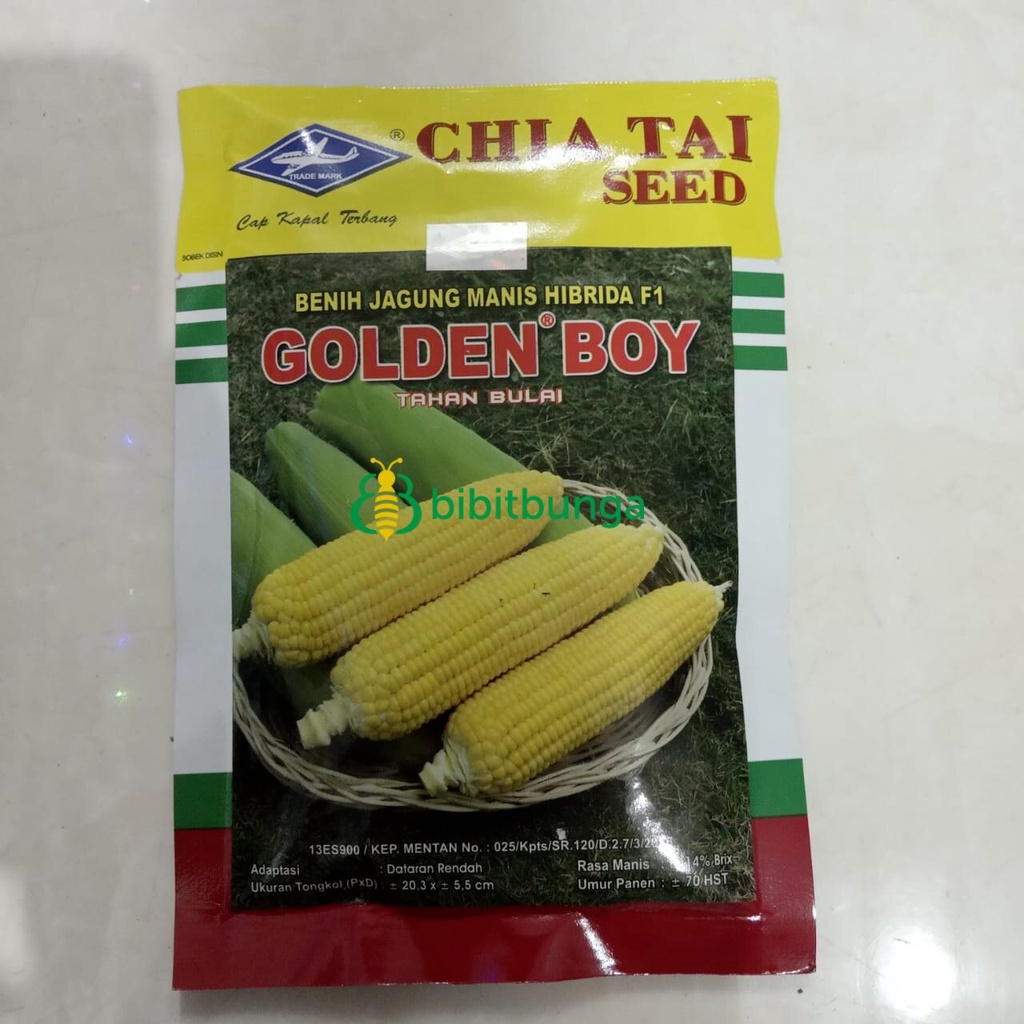 CHIA TAI
SEED
®
TRADE MARK
Cap Kapal Terbang
SOBEK DISIN
BENIH JAGUNG MANIS HIBRIDA F1
GOLDEN® BOY
TAHAN BULAI
bibitbunga
13ES900 / KEP. MENTAN No. : 025/Kpts/SR.120/D.2.7/3/
Adaptasi : Dataran Rendah
Ukuran Tongkol (PxD) : ± 20,3 x ± 5,5 cm
Rasa Manis : 14% Brix
Umur Panen : ± 70 HST